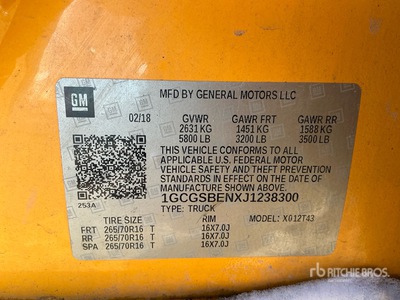 GM
MFD BY GENERAL MOTORS LLC
02/18 GVWR GAWR FRT GAWR RR
2631 KG 1451 KG 1588 KG
5800 LB 3200 LB 3500 LB
THIS VEHICLE CONFORMS TO ALL
APPLICABLE U.S. FEDERAL MOTOR
VEHICLE SAFETY AND THEFT PREVENTION
STANDARDS IN EFFECT ON THE DATE OF
MANUFACTURE SHOWN ABOVE.
1GCGSBENXJ1238300
253A TYPE: TRUCK
TIRE SIZE RIM MODEL: X012T43
FRT 265/70R16 T 16X7.0J
RR 265/70R16 T 16X7.0J
SPA 265/70R16 T 16X7.0J
rb RITCHIE BROS.